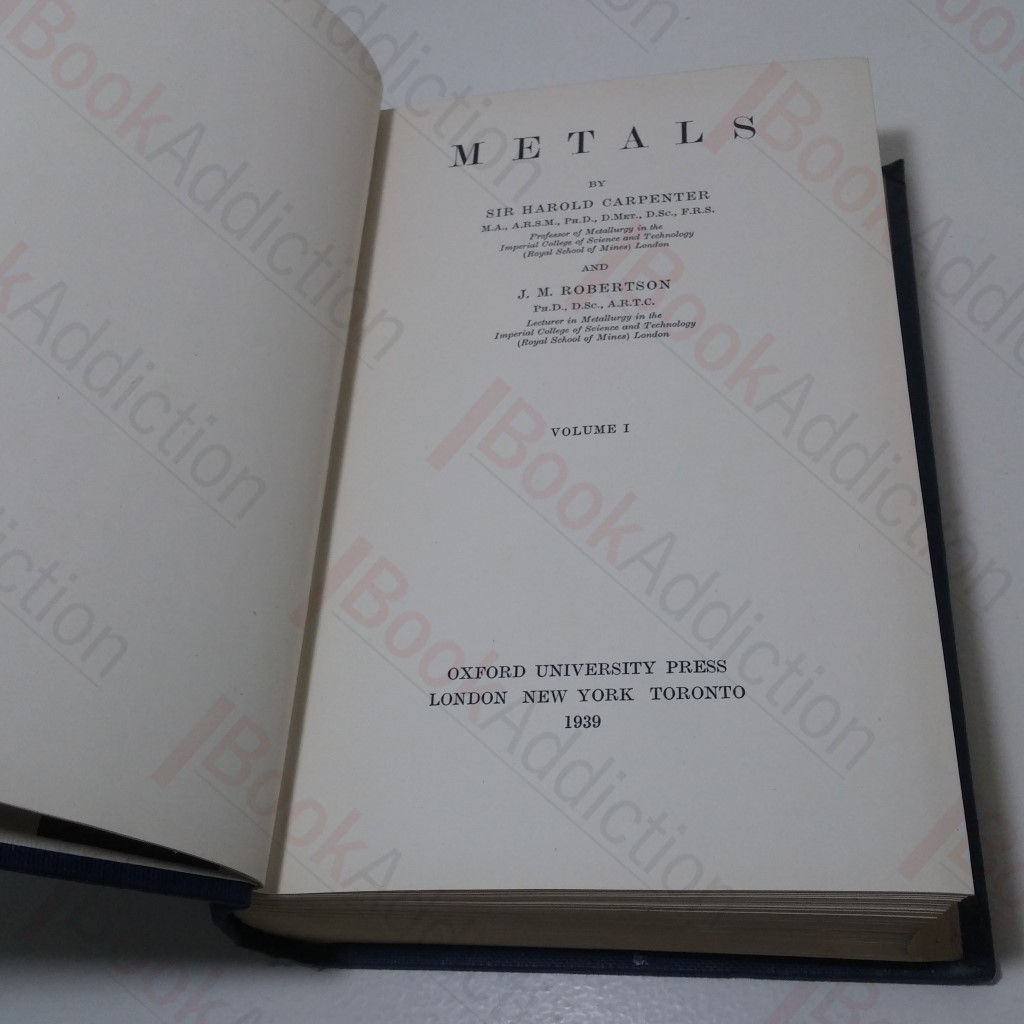 METALS
BY
SIR HAROLD CARPENTER
M.A., A.R.S.M., PH.D., D.MET., D.SC., F.R.S.
Professor of Metallurgy in the
Imperial College of Science and Technology
(Royal School of Mines) London
AND
J. M. ROBERTSON
PH.D., D.SC., A.R.T.C.
Lecturer in Metallurgy in the
Imperial College of Science and Technology
(Royal School of Mines) London
VOLUME I
OXFORD UNIVERSITY PRESS
LONDON NEW YORK TORONTO
1939
BookAddiction